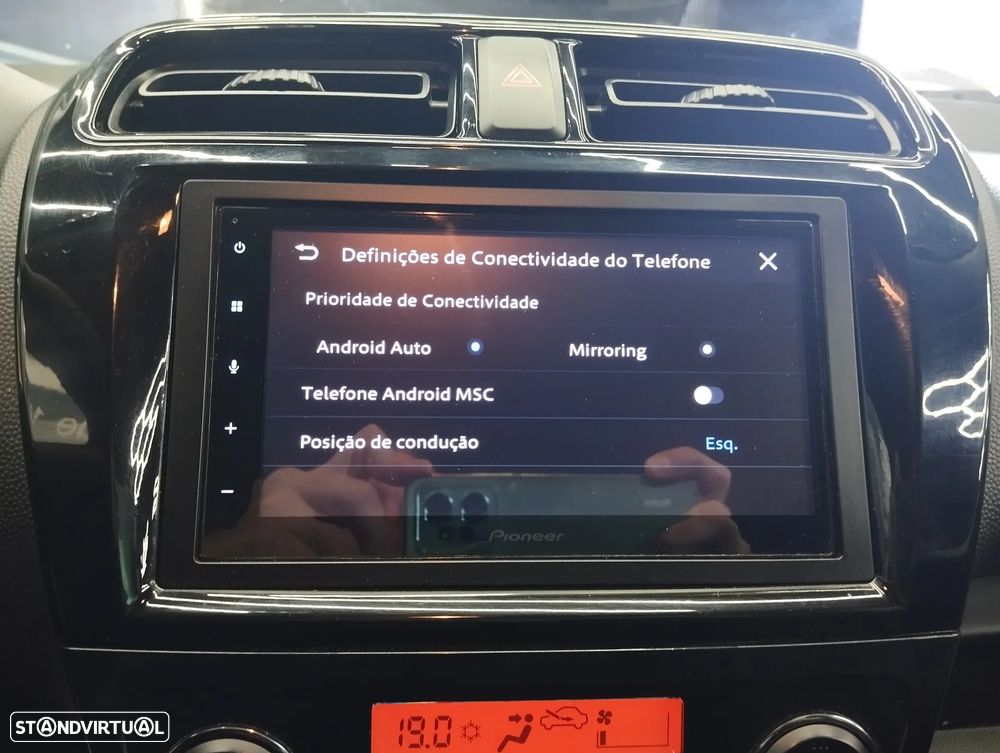 Definições de Conectividade do Telefone
Prioridade de Conectividade
Android Auto Mirroring
Telefone Android MSC
Posição de condução Esq.
Pioneer
19.0
STANDVIRTUAL